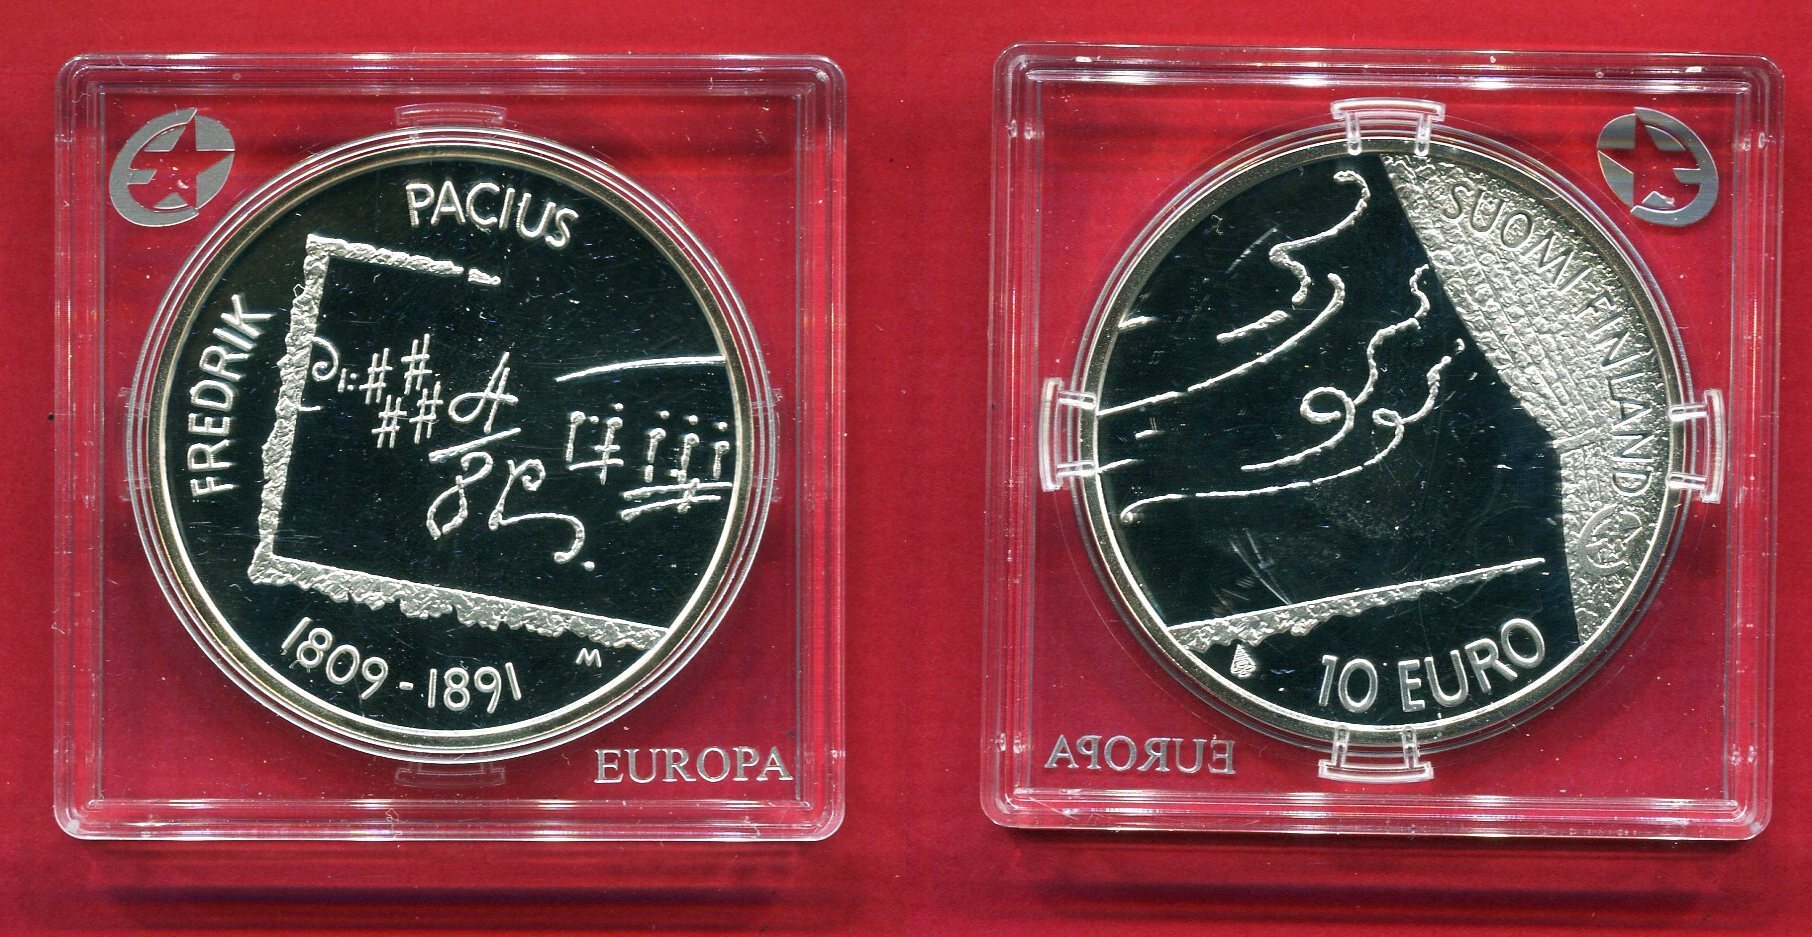 PACIUS
FREDRIK
1809-1891
M
EUROPA
SUOMI FINLAND
10 EURO
EUROPA